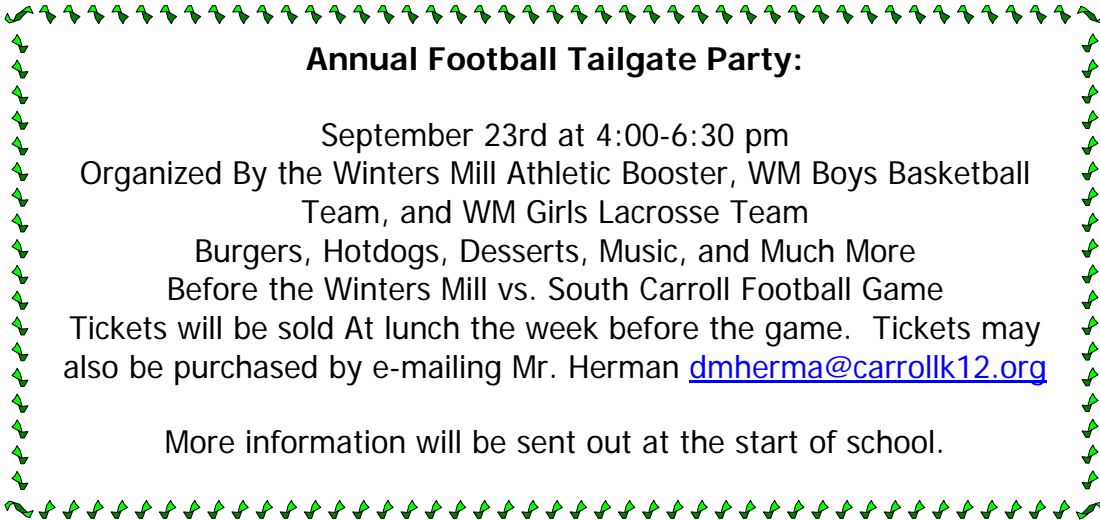 Annual Football Tailgate Party:
September 23rd at 4:00-6:30 pm
Organized By the Winters Mill Athletic Booster, WM Boys Basketball
Team, and WM Girls Lacrosse Team
Burgers, Hotdogs, Desserts, Music, and Much More
Before the Winters Mill vs. South Carroll Football Game
Tickets will be sold At lunch the week before the game.  Tickets may
also be purchased by e-mailing Mr. Herman dmherma@carrollk12.org
More information will be sent out at the start of school.